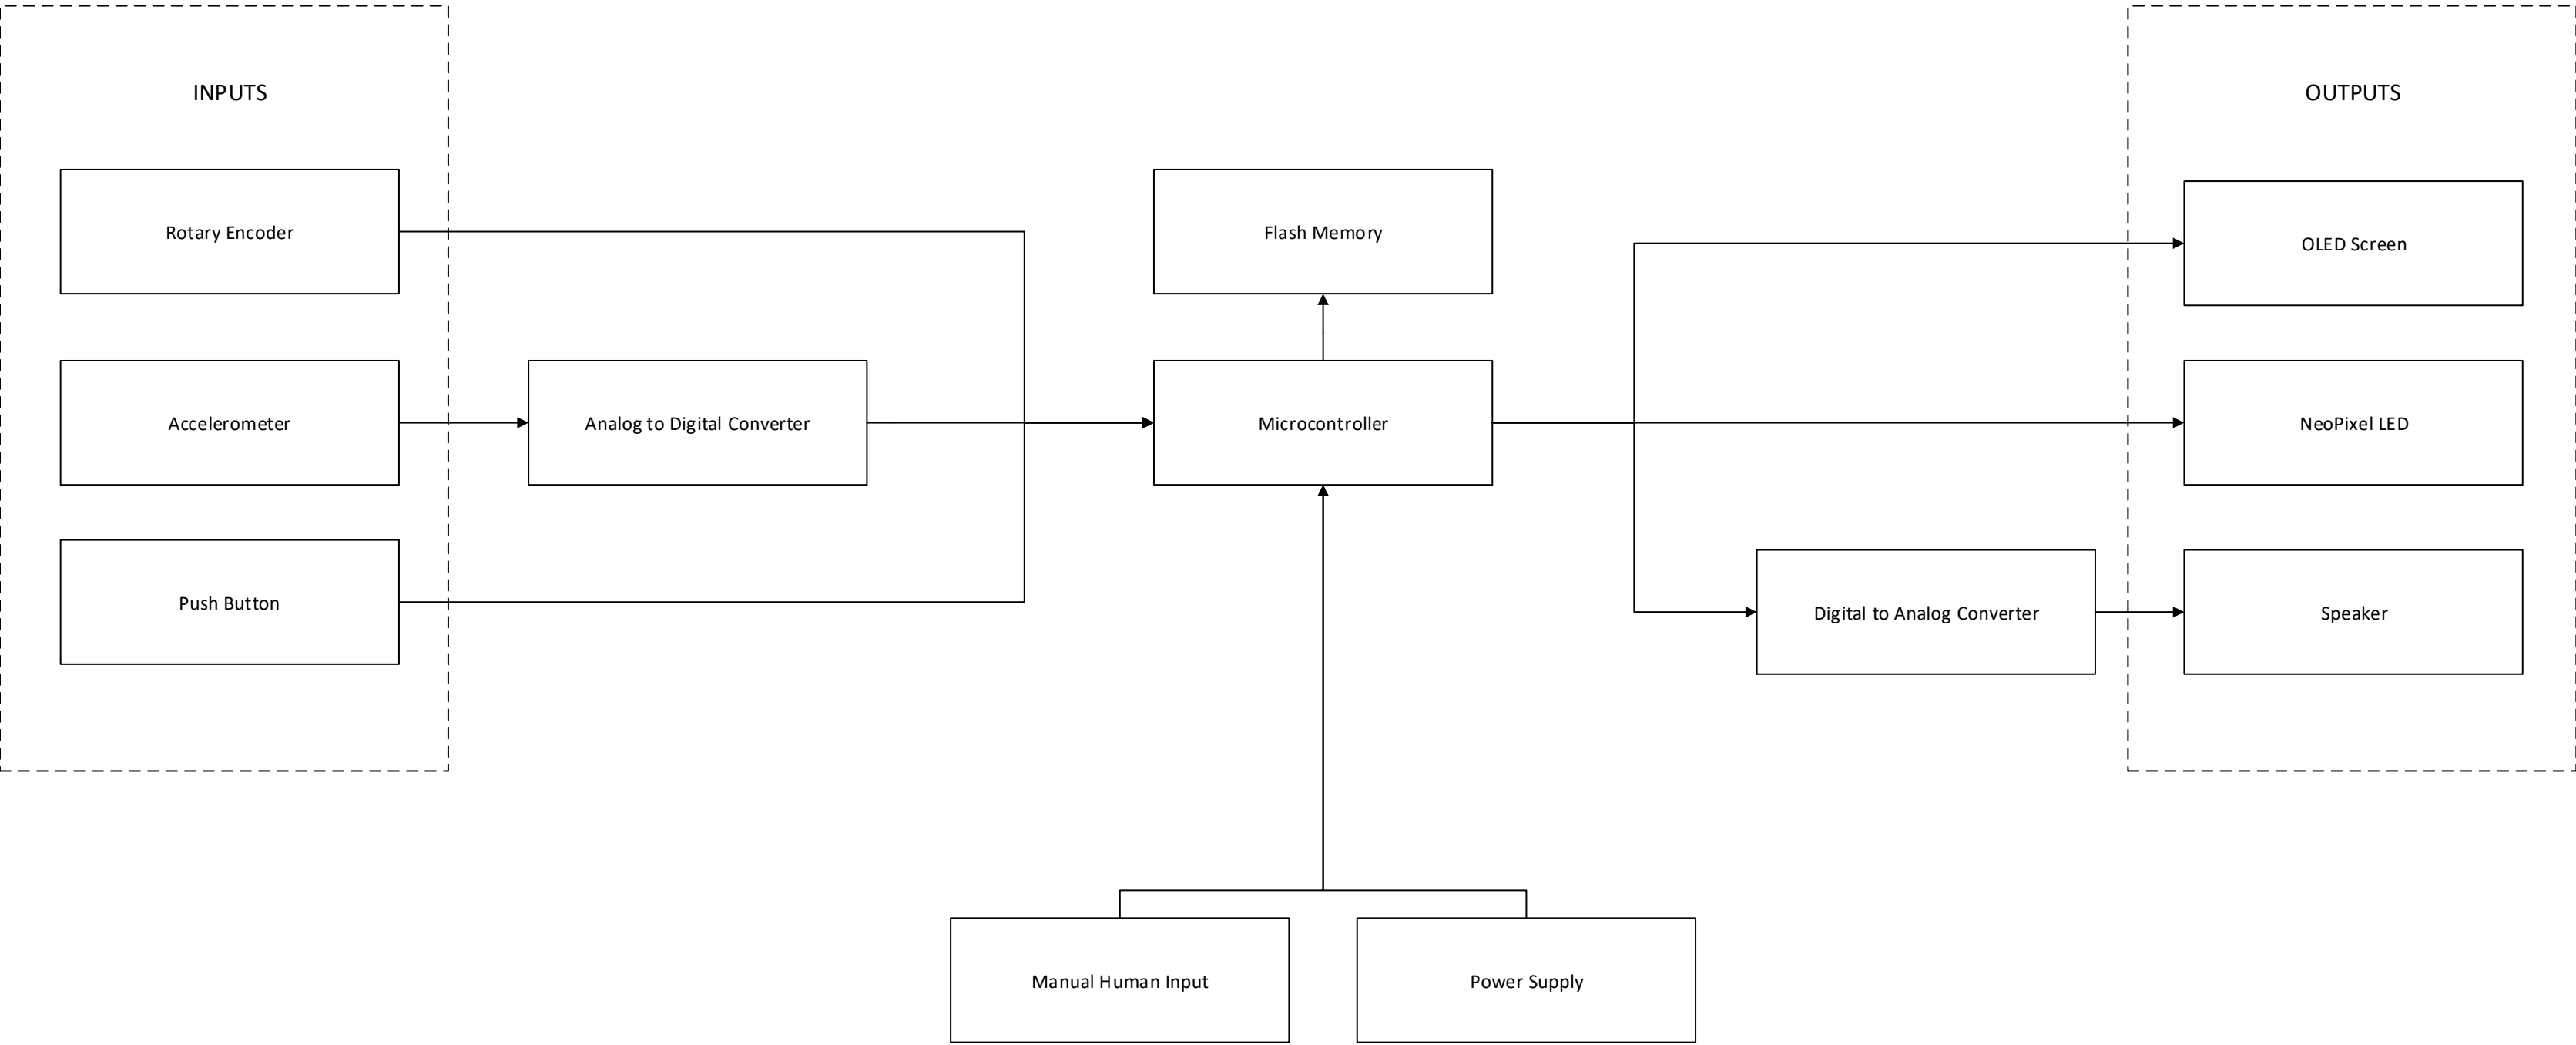 INPUTS
OUTPUTS
Rotary Encoder
Flash Memory
OLED Screen
Accelerometer
Analog to Digital Converter
Microcontroller
NeoPixel LED
Push Button
Digital to Analog Converter
Speaker
Manual Human Input
Power Supply